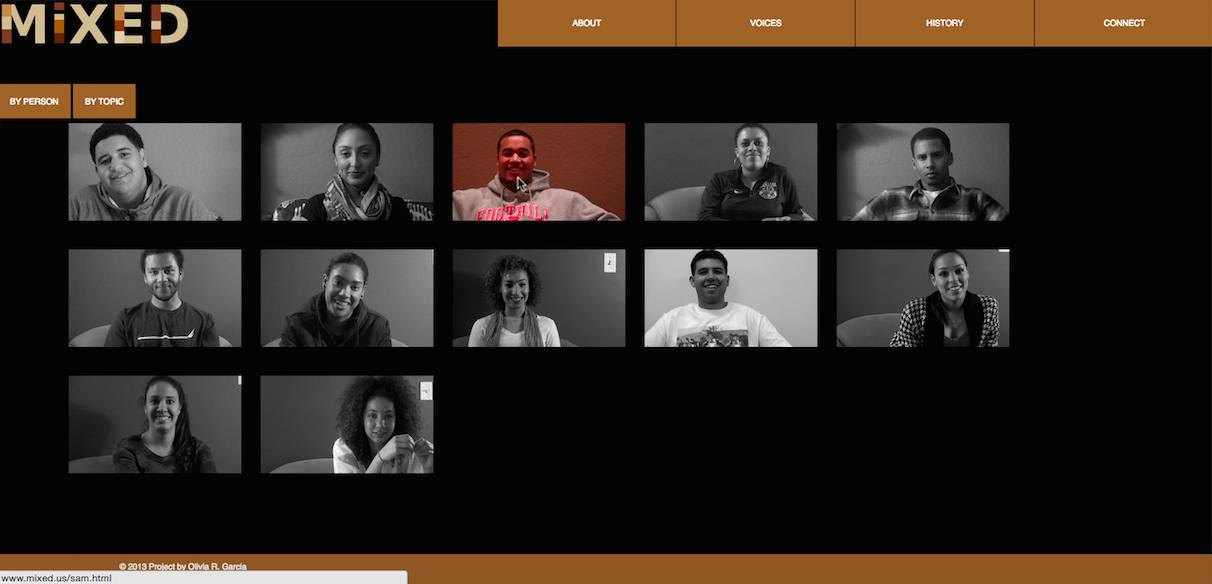 MiXED
ABOUT
VOICES
HISTORY
CONNECT
BY PERSON
BY TOPIC
FOOTHILL
© 2013 Project by Olivia R. Garcia
www.mixed.us/sam.html